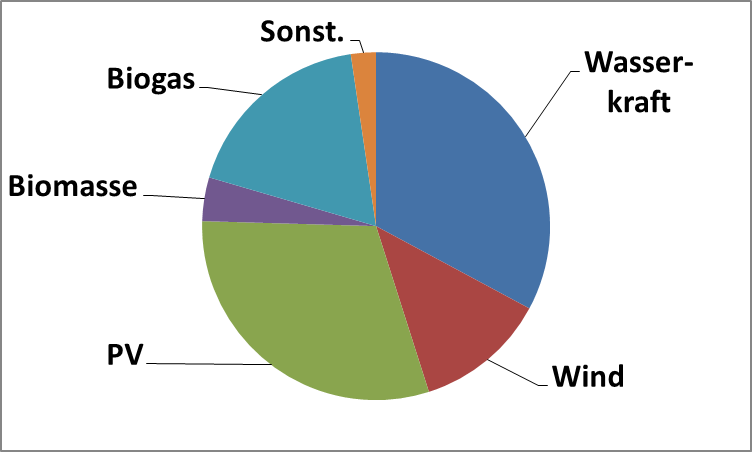 Sonst.
Wasser-
kraft
Biogas
Biomasse
PV
Wind